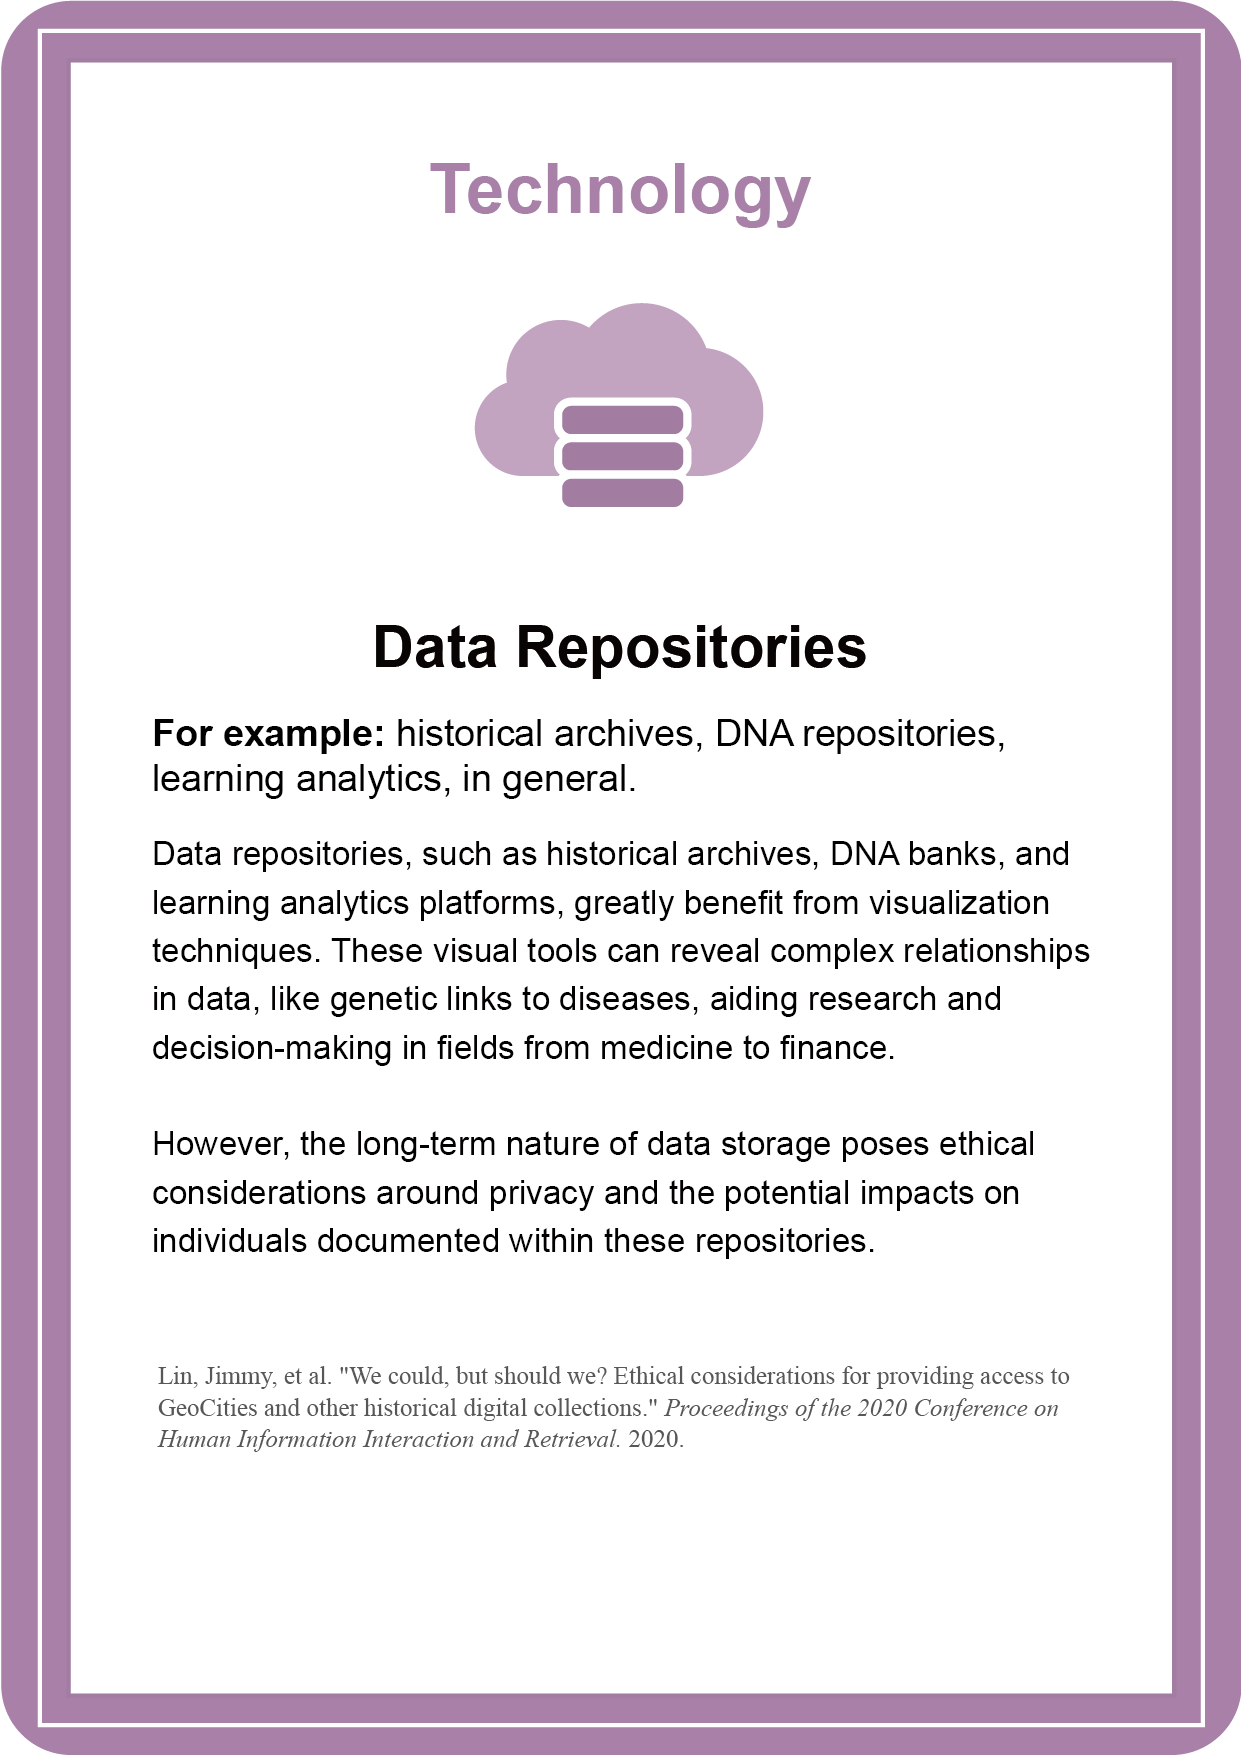 Technology
Data Repositories
For example: historical archives, DNA repositories,
learning analytics, in general.
Data repositories, such as historical archives, DNA banks, and
learning analytics platforms, greatly benefit from visualization
techniques. These visual tools can reveal complex relationships
in data, like genetic links to diseases, aiding research and
decision-making in fields from medicine to finance.
However, the long-term nature of data storage poses ethical
considerations around privacy and the potential impacts on
individuals documented within these repositories.
Lin, Jimmy, et al. "We could, but should we? Ethical considerations for providing access to
GeoCities and other historical digital collections." Proceedings of the 2020 Conference on
Human Information Interaction and Retrieval. 2020.